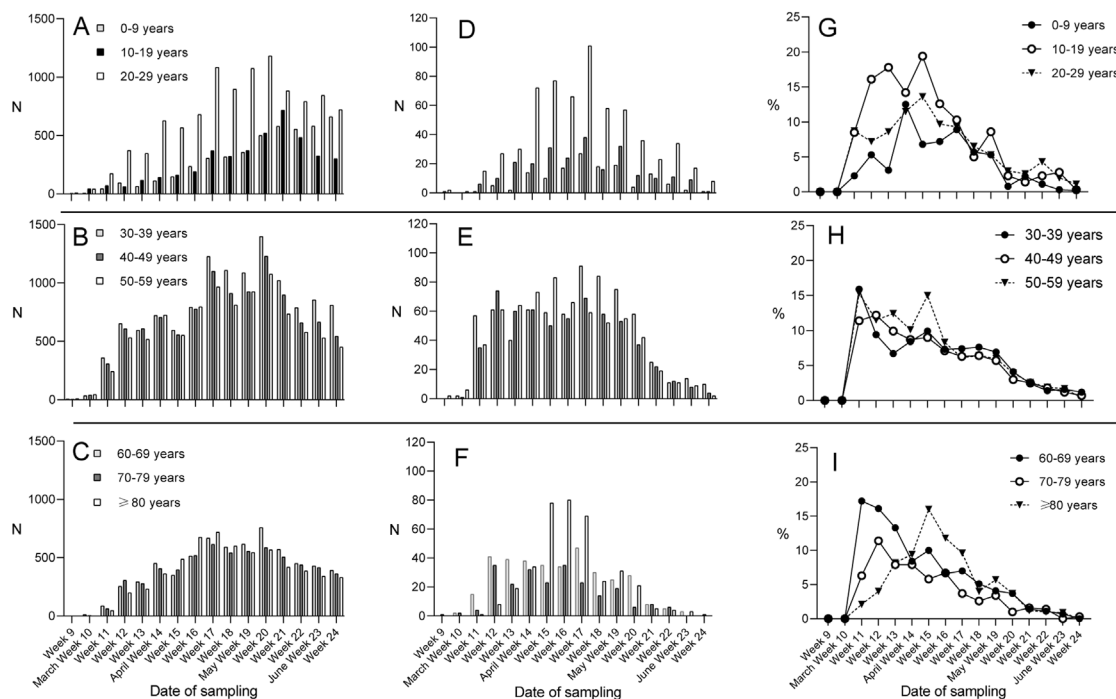 A
1500
1000
500
0
N
0-9 years
10-19 years
20-29 years
D
120
100
80
60
40
20
0
N
G
25
20
15
10
5
0
%
0-9 years
10-19 years
20-29 years
B
1500
1000
500
0
N
30-39 years
40-49 years
50-59 years
E
120
100
80
60
40
20
0
N
H
25
20
15
10
5
0
%
30-39 years
40-49 years
50-59 years
C
1500
1000
500
0
N
60-69 years
70-79 years
⩾80 years
Week 9
March Week 10
Week 11
Week 12
Week 13
April Week 14
Week 15
Week 16
Week 17
Week 18
May Week 19
Week 20
Week 21
Week 22
June Week 23
Week 24
Date of sampling
F
120
100
80
60
40
20
0
N
Week 9
March Week 10
Week 11
Week 12
Week 13
April Week 14
Week 15
Week 16
Week 17
Week 18
May Week 19
Week 20
Week 21
Week 22
June Week 23
Week 24
Date of sampling
I
25
20
15
10
5
0
%
60-69 years
70-79 years
⩾80 years
Week 9
March Week 10
Week 11
Week 12
Week 13
April Week 14
Week 15
Week 16
Week 17
Week 18
May Week 19
Week 20
Week 21
Week 22
June Week 23
Week 24
Date of sampling